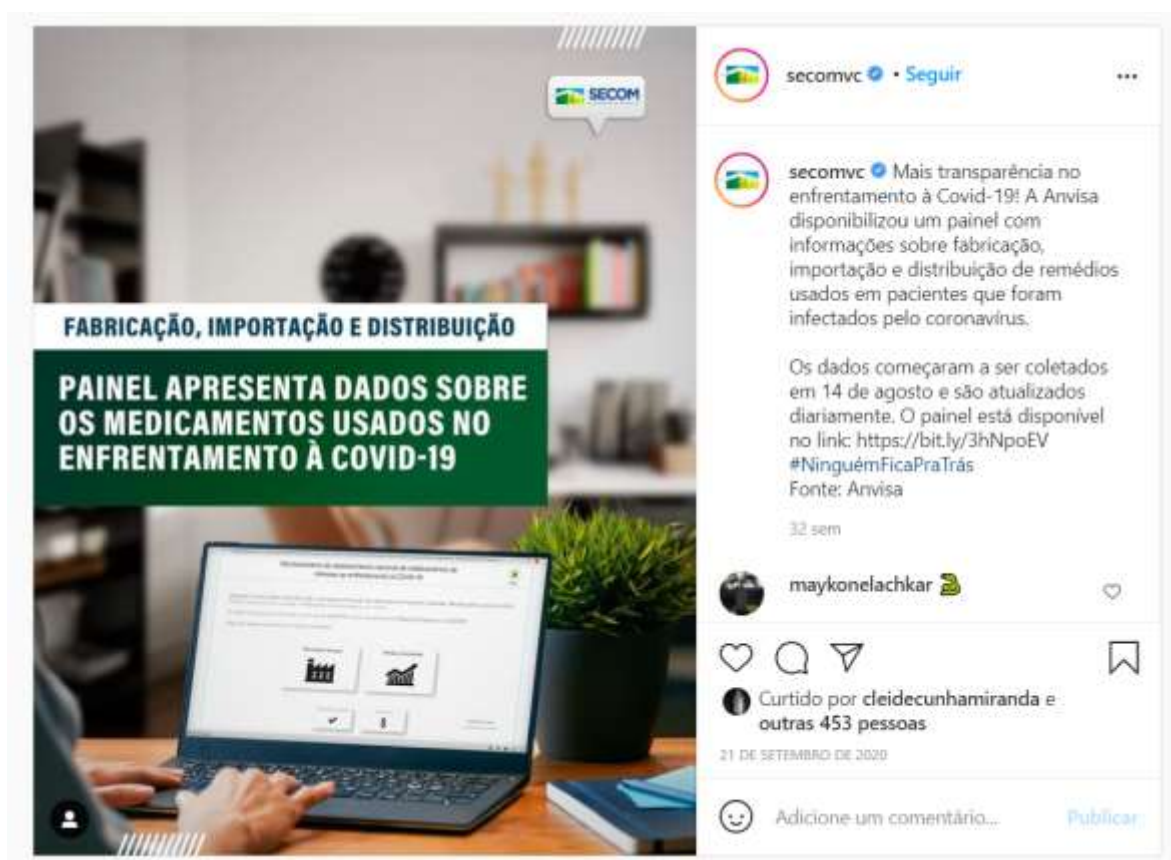 SECOM
FABRICAÇÃO, IMPORTAÇÃO E DISTRIBUIÇÃO
PAINEL APRESENTA DADOS SOBRE
OS MEDICAMENTOS USADOS NO
ENFRENTAMENTO À COVID-19
secomvc • Seguir
secomvc Mais transparência no
enfrentamento à Covid-19! A Anvisa
disponibilizou um painel com
informações sobre fabricação,
importação e distribuição de remédios
usados em pacientes que foram
infectados pelo coronavírus.
Os dados começaram a ser coletados
em 14 de agosto e são atualizados
diariamente. O painel está disponível
no link: https://bit.ly/3hNpoEV
#NinguémFicaPraTrás
Fonte: Anvisa
32 sem
maykonelachkar
Curtido por cleidecunhamiranda e
outras 453 pessoas
21 DE SETEMBRO DE 2020
Adicione um comentário... Publicar